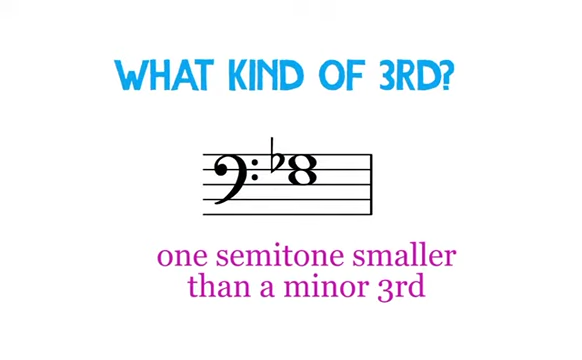 WHAT KIND OF 3RD?
one semitone smaller
than a minor 3rd